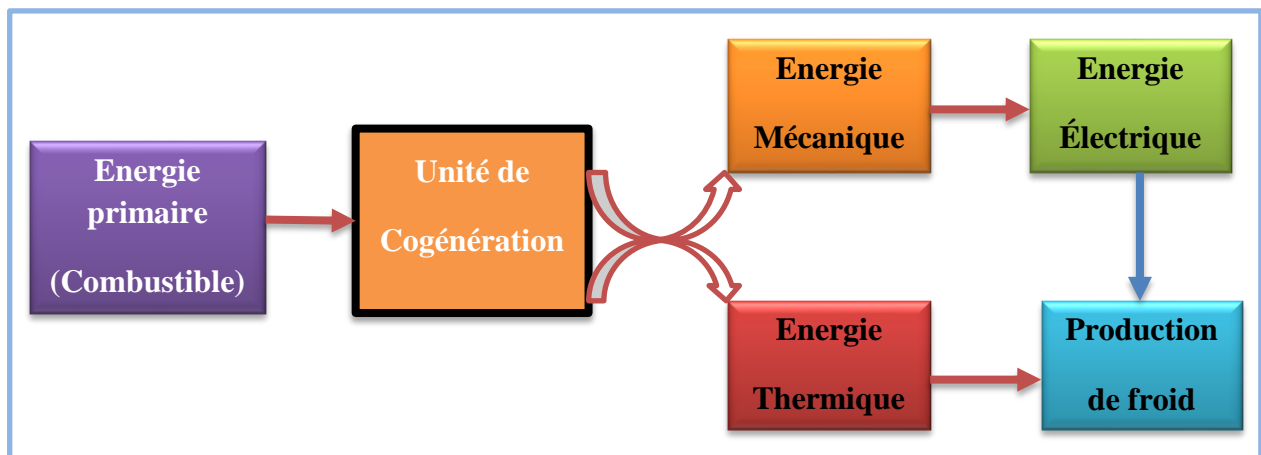 Energie
primaire
(Combustible)
Unité de
Cogénération
Energie
Mécanique
Energie
Électrique
Energie
Thermique
Production
de froid